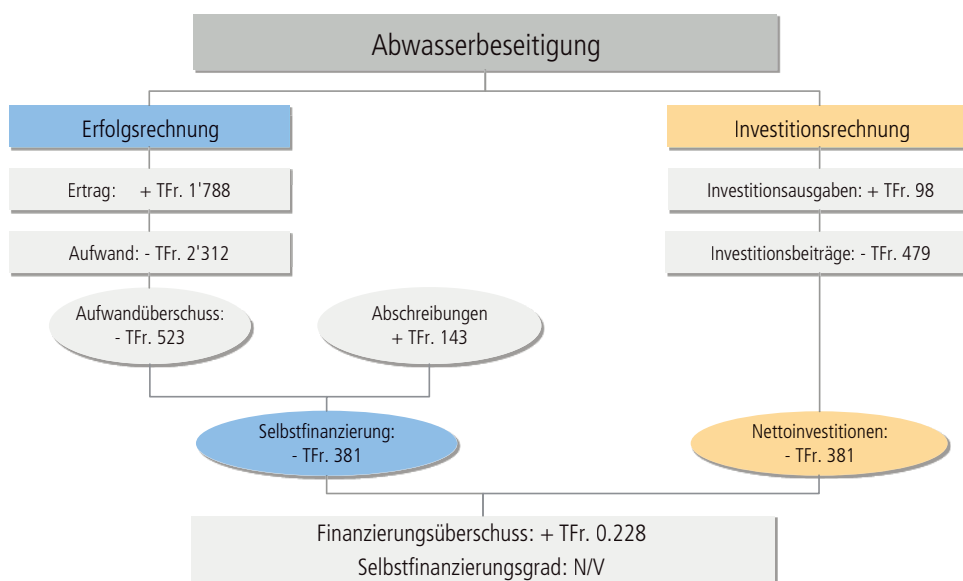 Abwasserbeseitigung
Erfolgsrechnung
Ertrag: + TFr. 1'788
Aufwand: - TFr. 2'312
Aufwandüberschuss:
- TFr. 523
Abschreibungen
+ TFr. 143
Selbstfinanzierung:
- TFr. 381
Investitionsrechnung
Investitionsausgaben: + TFr. 98
Investitionsbeiträge: - TFr. 479
Nettoinvestitionen:
- TFr. 381
Finanzierungsüberschuss: + TFr. 0.228
Selbstfinanzierungsgrad: N/V